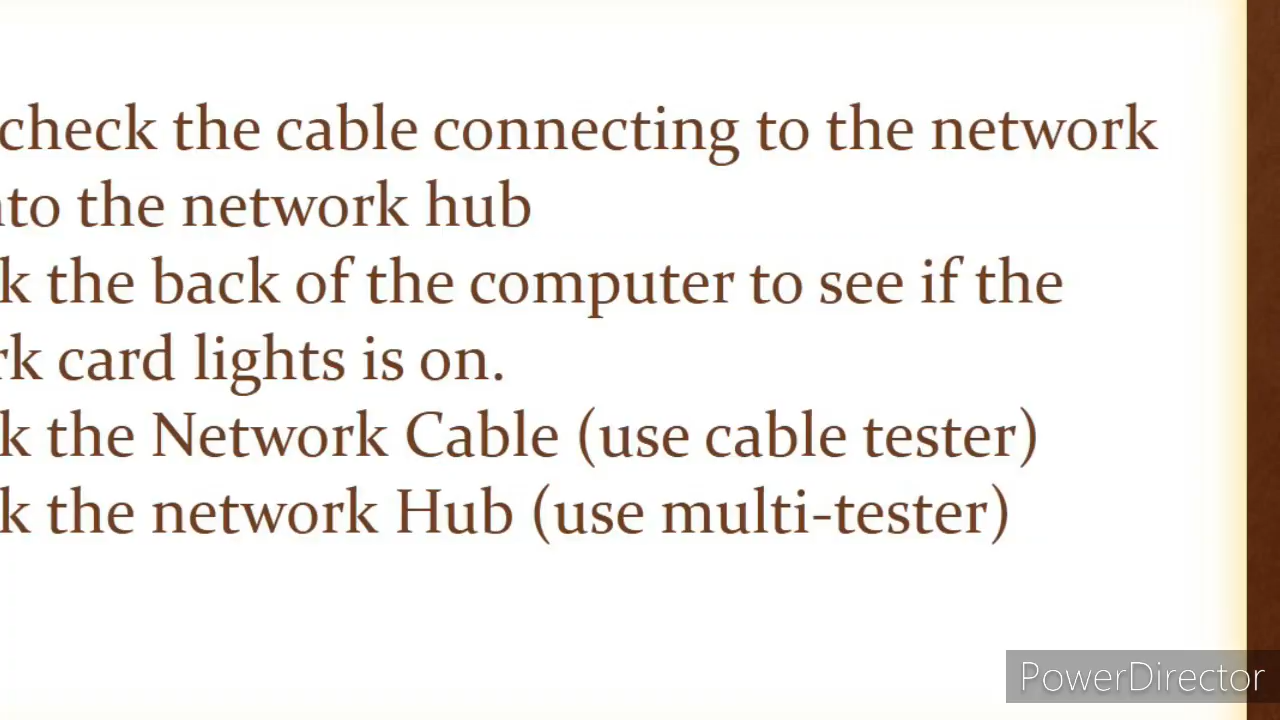 check the cable connecting to the network
the network hub
the back of the computer to see if the
card lights is on.
the Network Cable (use cable tester)
the network Hub (use multi-tester)
PowerDirector